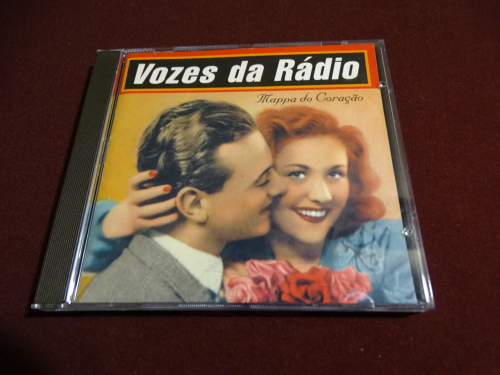 Vozes da Rádio
Mappa do Coração